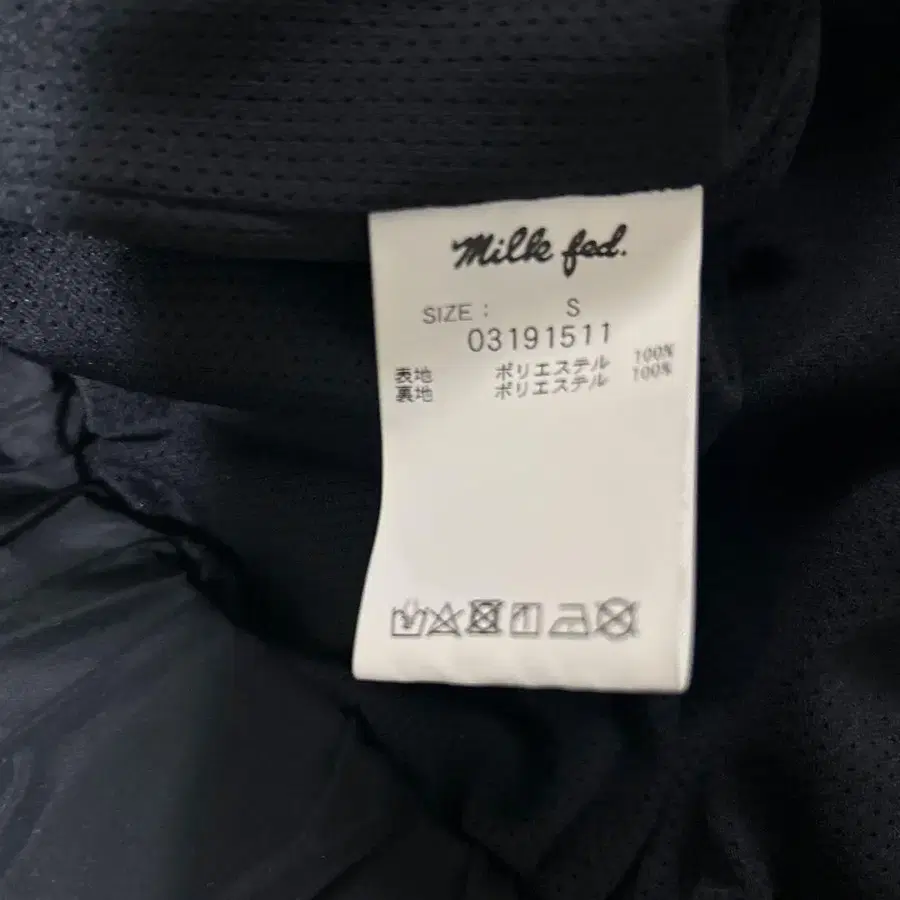 Milk fed.
SIZE : S
03191511
表地 ポリエステル 100%
裏地 ポリエステル 100%